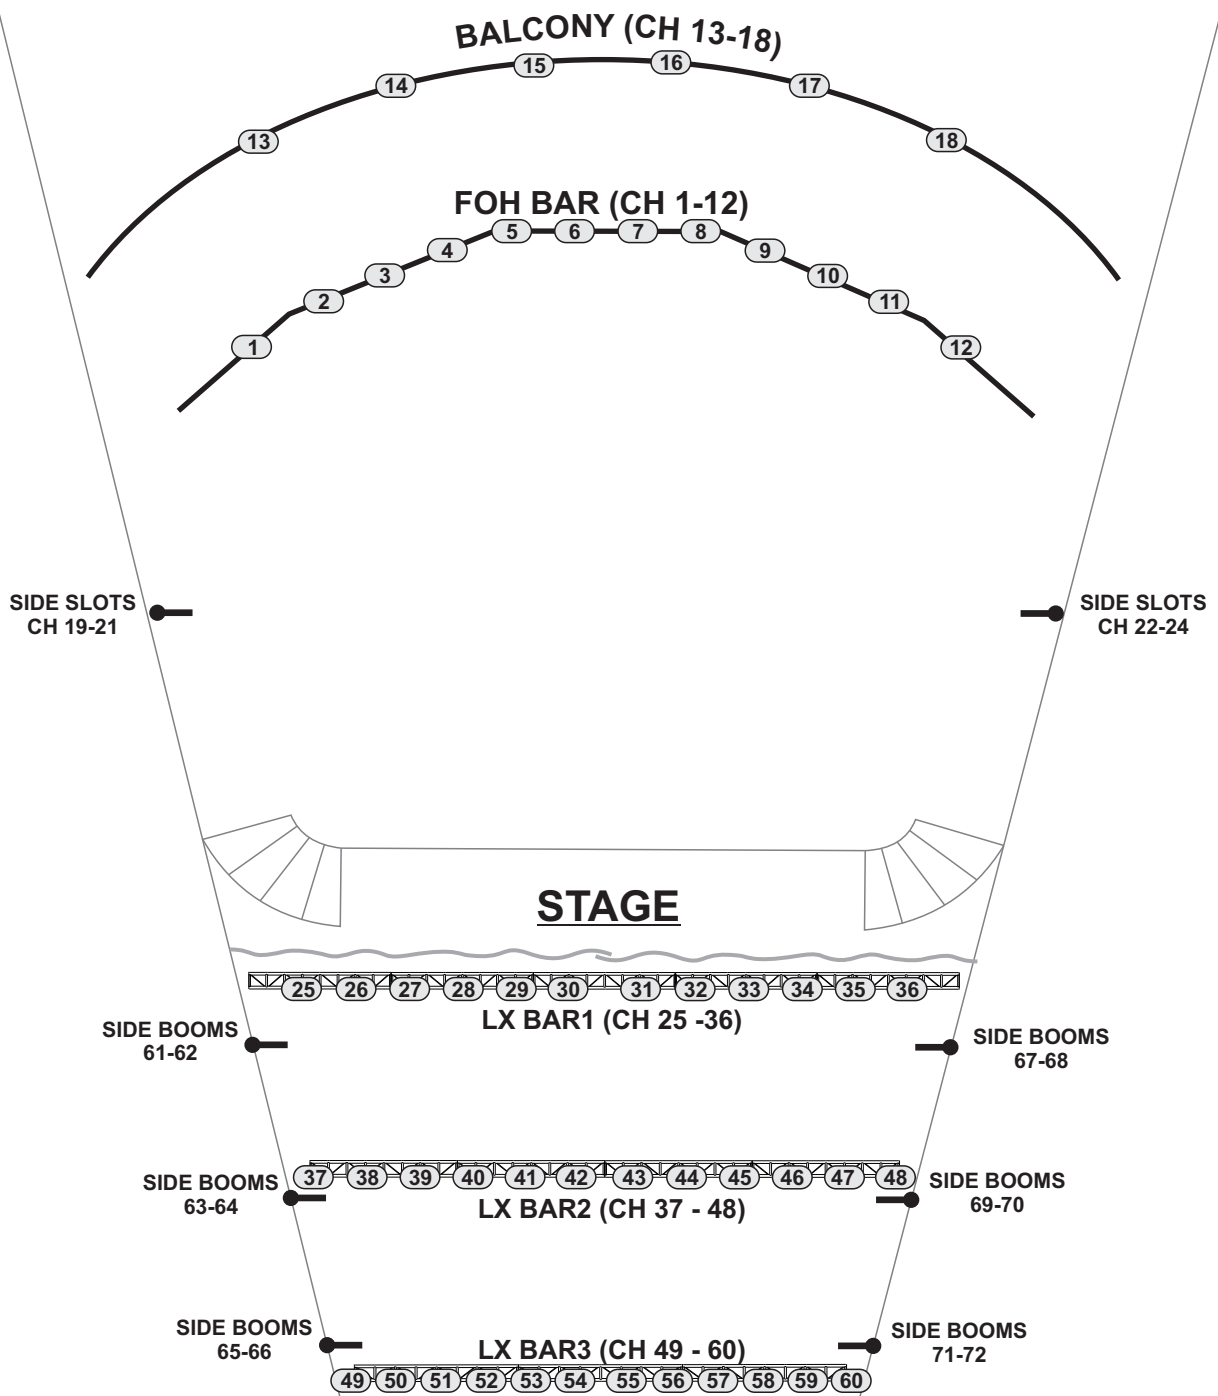 BALCONY (CH 13-18)
13 14 15 16 17 18
FOH BAR (CH 1-12)
1 2 3 4 5 6 7 8 9 10 11 12
SIDE SLOTS
CH 19-21
SIDE SLOTS
CH 22-24
STAGE
25 26 27 28 29 30 31 32 33 34 35 36
LX BAR1 (CH 25 -36)
SIDE BOOMS
61-62
SIDE BOOMS
67-68
37 38 39 40 41 42 43 44 45 46 47 48
LX BAR2 (CH 37 - 48)
SIDE BOOMS
63-64
SIDE BOOMS
69-70
SIDE BOOMS
65-66
LX BAR3 (CH 49 - 60)
SIDE BOOMS
71-72
49 50 51 52 53 54 55 56 57 58 59 60